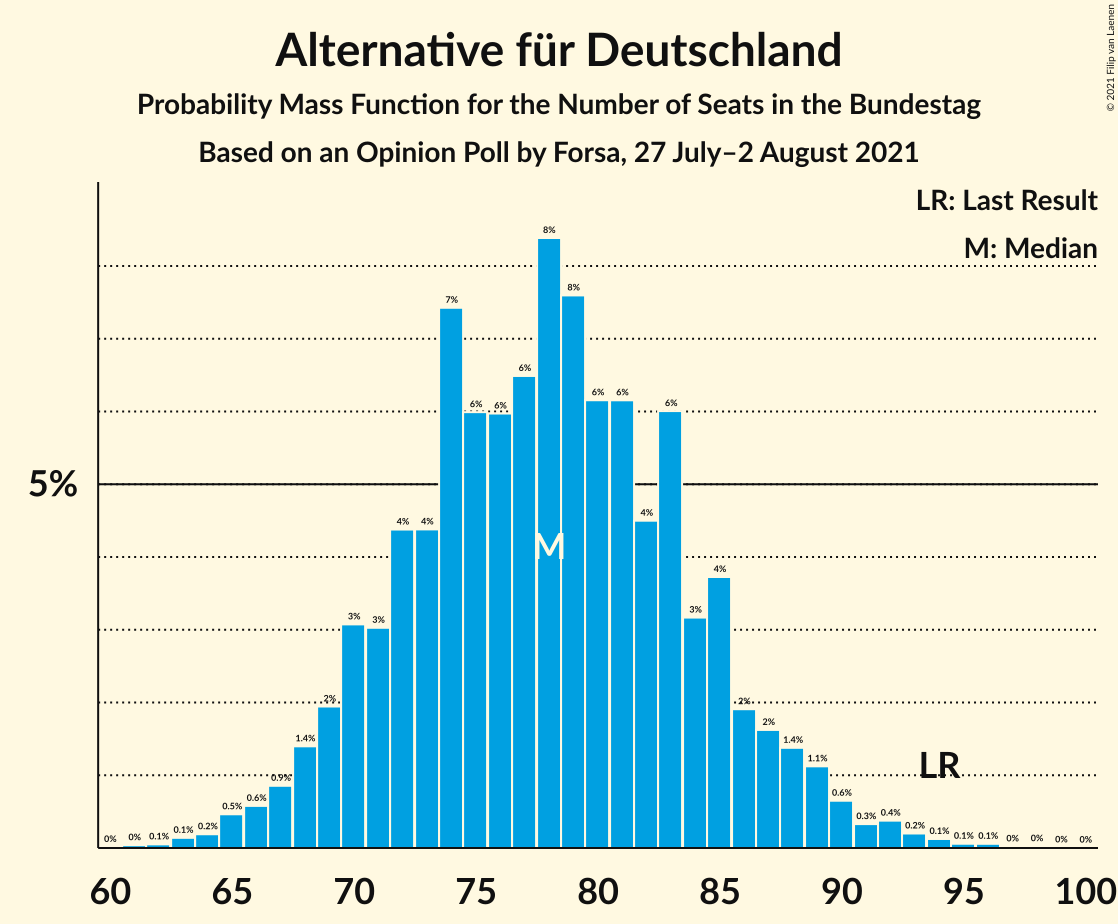 Alternative für Deutschland
Probability Mass Function for the Number of Seats in the Bundestag
Based on an Opinion Poll by Forsa, 27 July–2 August 2021
© 2021 Filip van Laenen
LR: Last Result
M: Median
5%
0% 0% 0.1% 0.1% 0.2% 0.5% 0.6% 0.9% 1.4% 2% 3% 3% 4% 4% 7% 6% 6% 6% 8% 8% 6% 6% 4% 6% 3% 4% 2% 2% 1.4% 1.1% 0.6% 0.3% 0.4% 0.2% 0.1% 0.1% 0.1% 0% 0% 0% 0%
M
LR
60 65 70 75 80 85 90 95 100